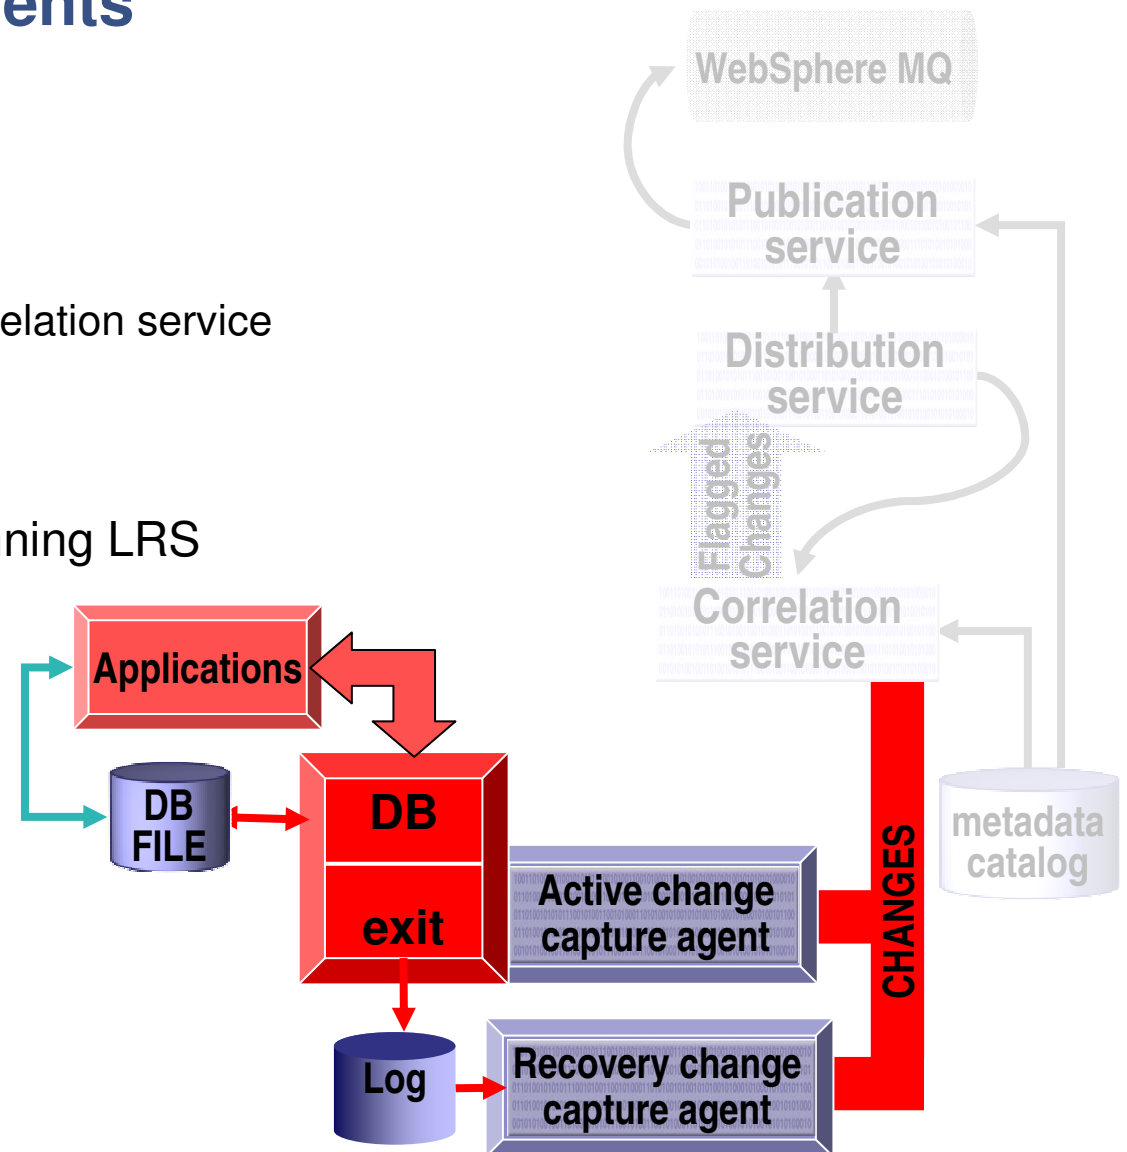 ents
WebSphere MQ
Publication
service
elation service
Distribution
service
Flagged
Changes
ning LRS
Correlation
service
Applications
DB
FILE
DB
exit
metadata
catalog
CHANGES
Active change
capture agent
Log
Recovery change
capture agent